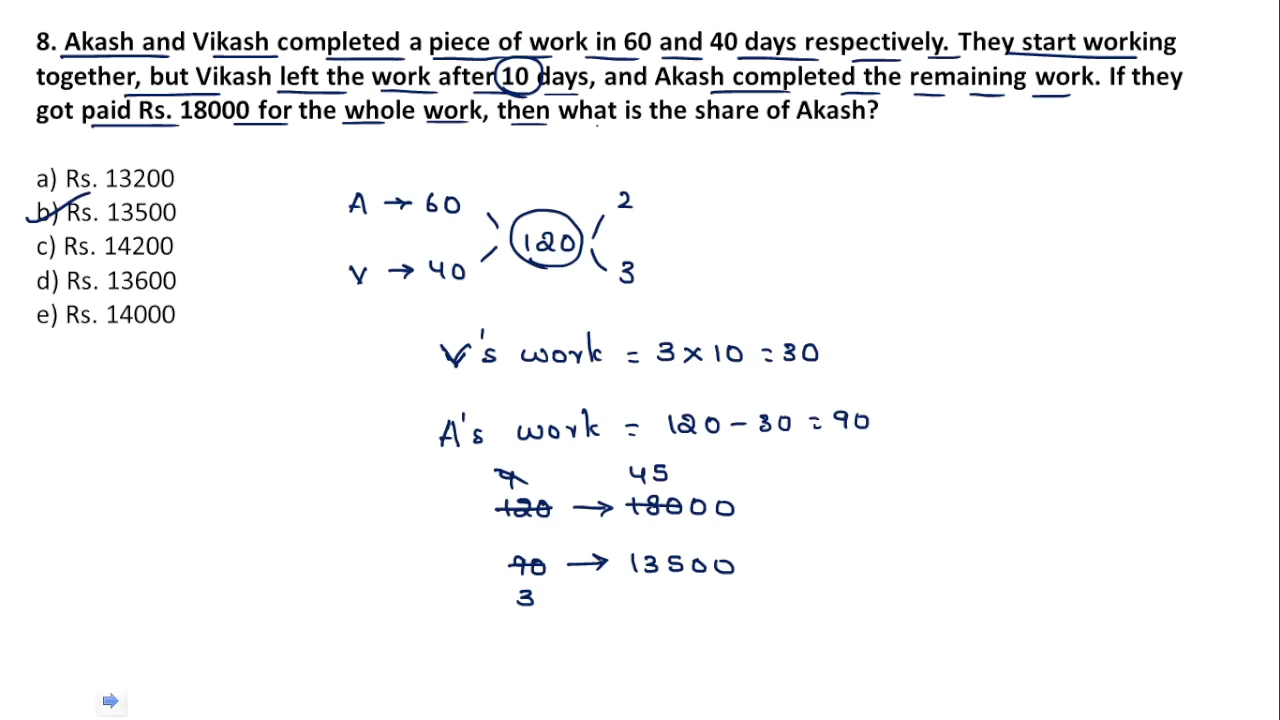 8. Akash and Vikash completed a piece of work in 60 and 40 days respectively. They start working
together, but Vikash left the work after 10 days, and Akash completed the remaining work. If they
got paid Rs. 18000 for the whole work, then what is the share of Akash?
a) Rs. 13200
b) Rs. 13500
c) Rs. 14200
d) Rs. 13600
e) Rs. 14000
A → 60
120
2
V → 40
3
V's work = 3 × 10 = 30
A's work = 120 - 30 = 90
4 45
120 → 18000
90 → 13500
3